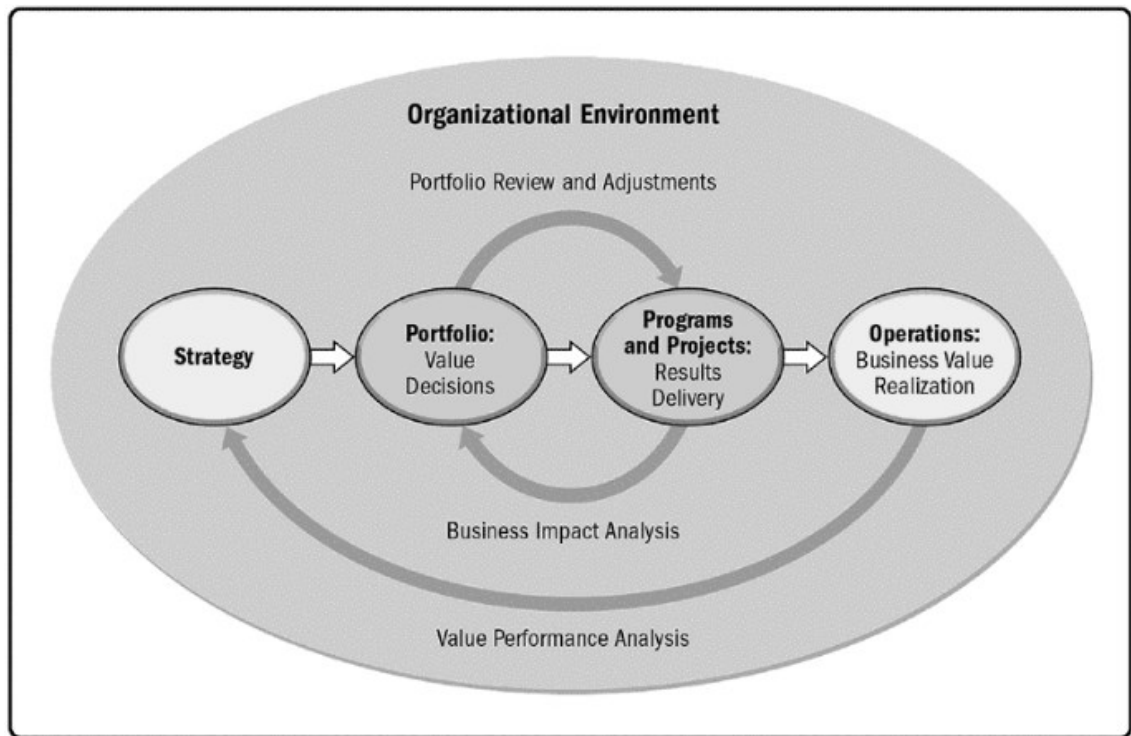 Organizational Environment
Portfolio Review and Adjustments
Strategy
Portfolio:
Value
Decisions
Programs
and Projects:
Results
Delivery
Operations:
Business Value
Realization
Business Impact Analysis
Value Performance Analysis